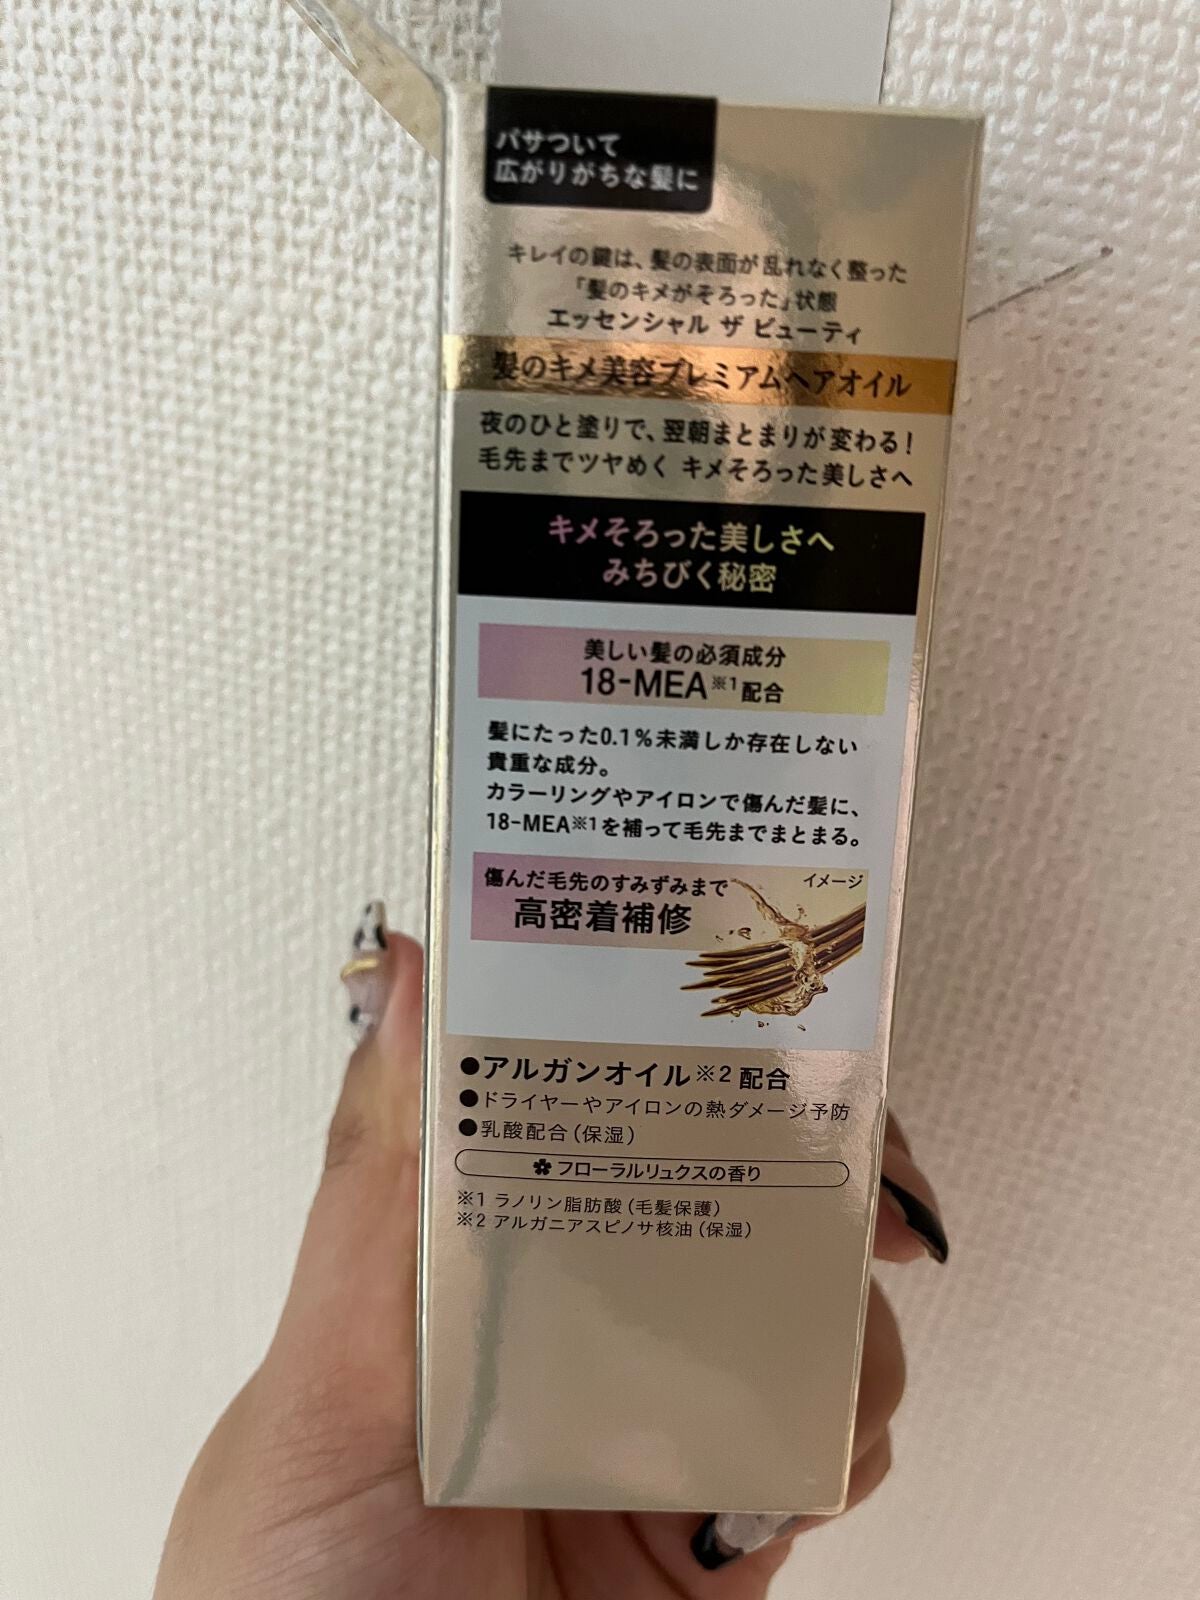 パサついて
広がりがちな髪に
キレイの鍵は、髪の表面が乱れなく整った
「髪のキメがそろった」状態
エッセンシャル ザ ビューティ
髪のキメ美容プレミアムヘアオイル
夜のひと塗りで、翌朝まとまりが変わる!
毛先までツヤめく キメそろった美しさへ
キメそろった美しさへ
みちびく秘密
美しい髪の必須成分
18-MEA※1配合
髪にたった0.1%未満しか存在しない
貴重な成分。
カラーリングやアイロンで傷んだ髪に、
18-MEA※1を補って毛先までまとまる。
傷んだ毛先のすみずみまで
イメージ
高密着補修
●アルガンオイル※2 配合
●ドライヤーやアイロンの熱ダメージ予防
●乳酸配合(保湿)
フローラルリュクスの香り
※1 ラノリン脂肪酸(毛髪保護)
※2 アルガニアスピノサ核油(保湿)